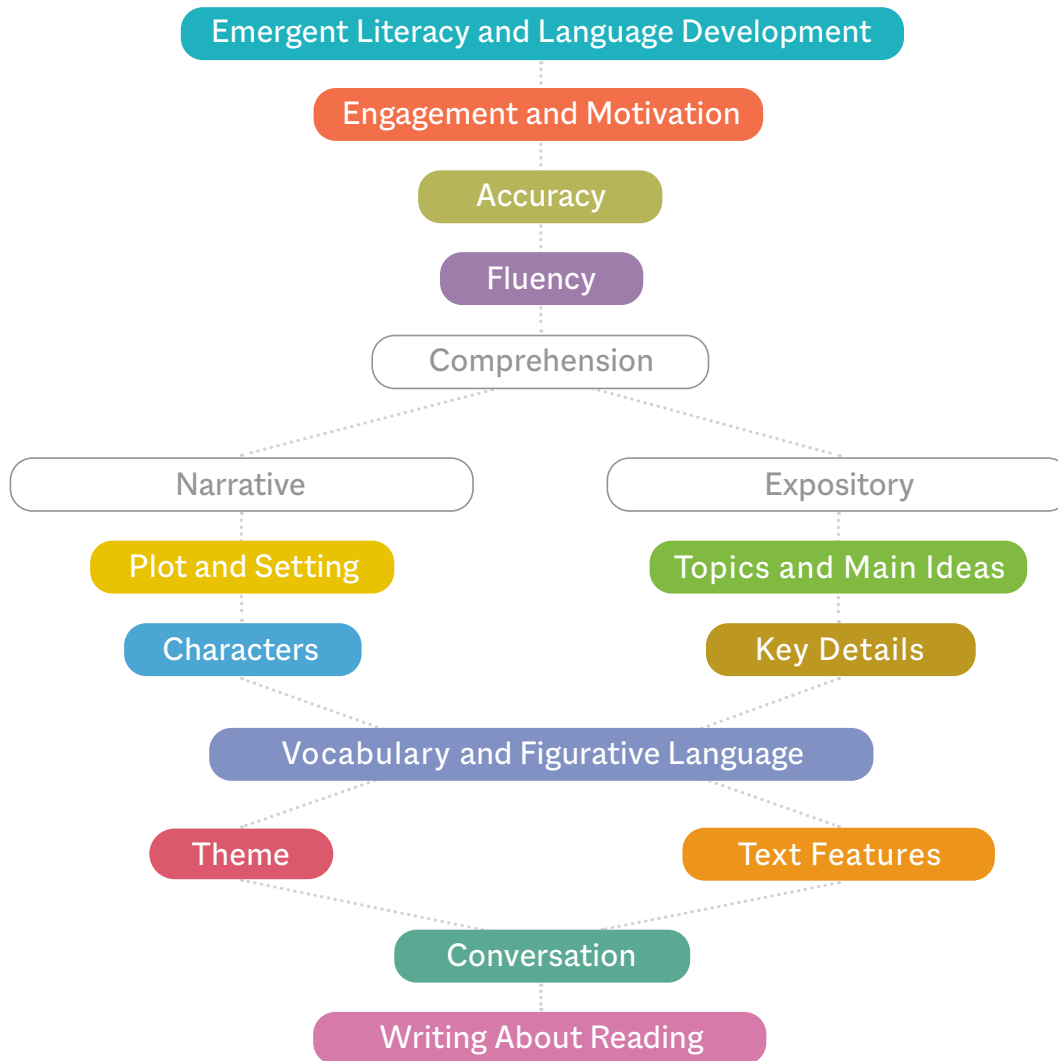 Emergent Literacy and Language Development
Engagement and Motivation
Accuracy
Fluency
Comprehension
Narrative
Expository
Plot and Setting
Topics and Main Ideas
Characters
Key Details
Vocabulary and Figurative Language
Theme
Text Features
Conversation
Writing About Reading